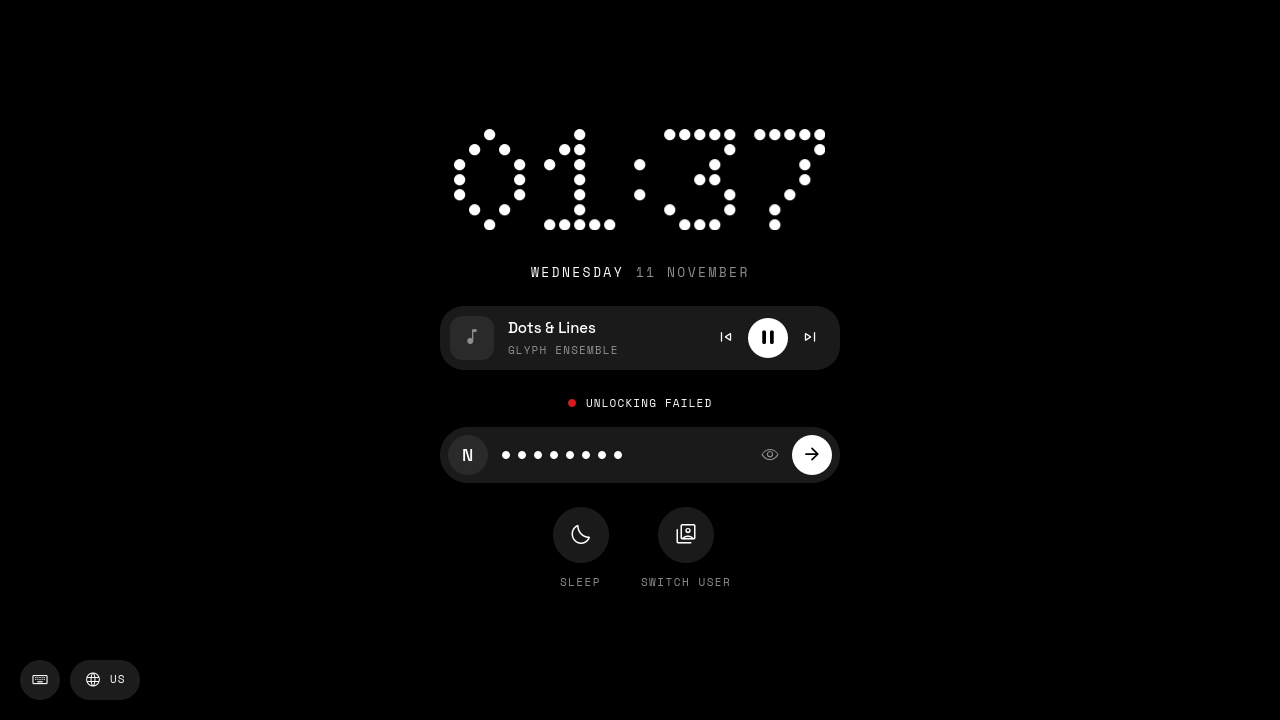 01:37
WEDNESDAY 11 NOVEMBER
Dots & Lines
GLYPH ENSEMBLE
UNLOCKING FAILED
N
SLEEP SWITCH USER
US